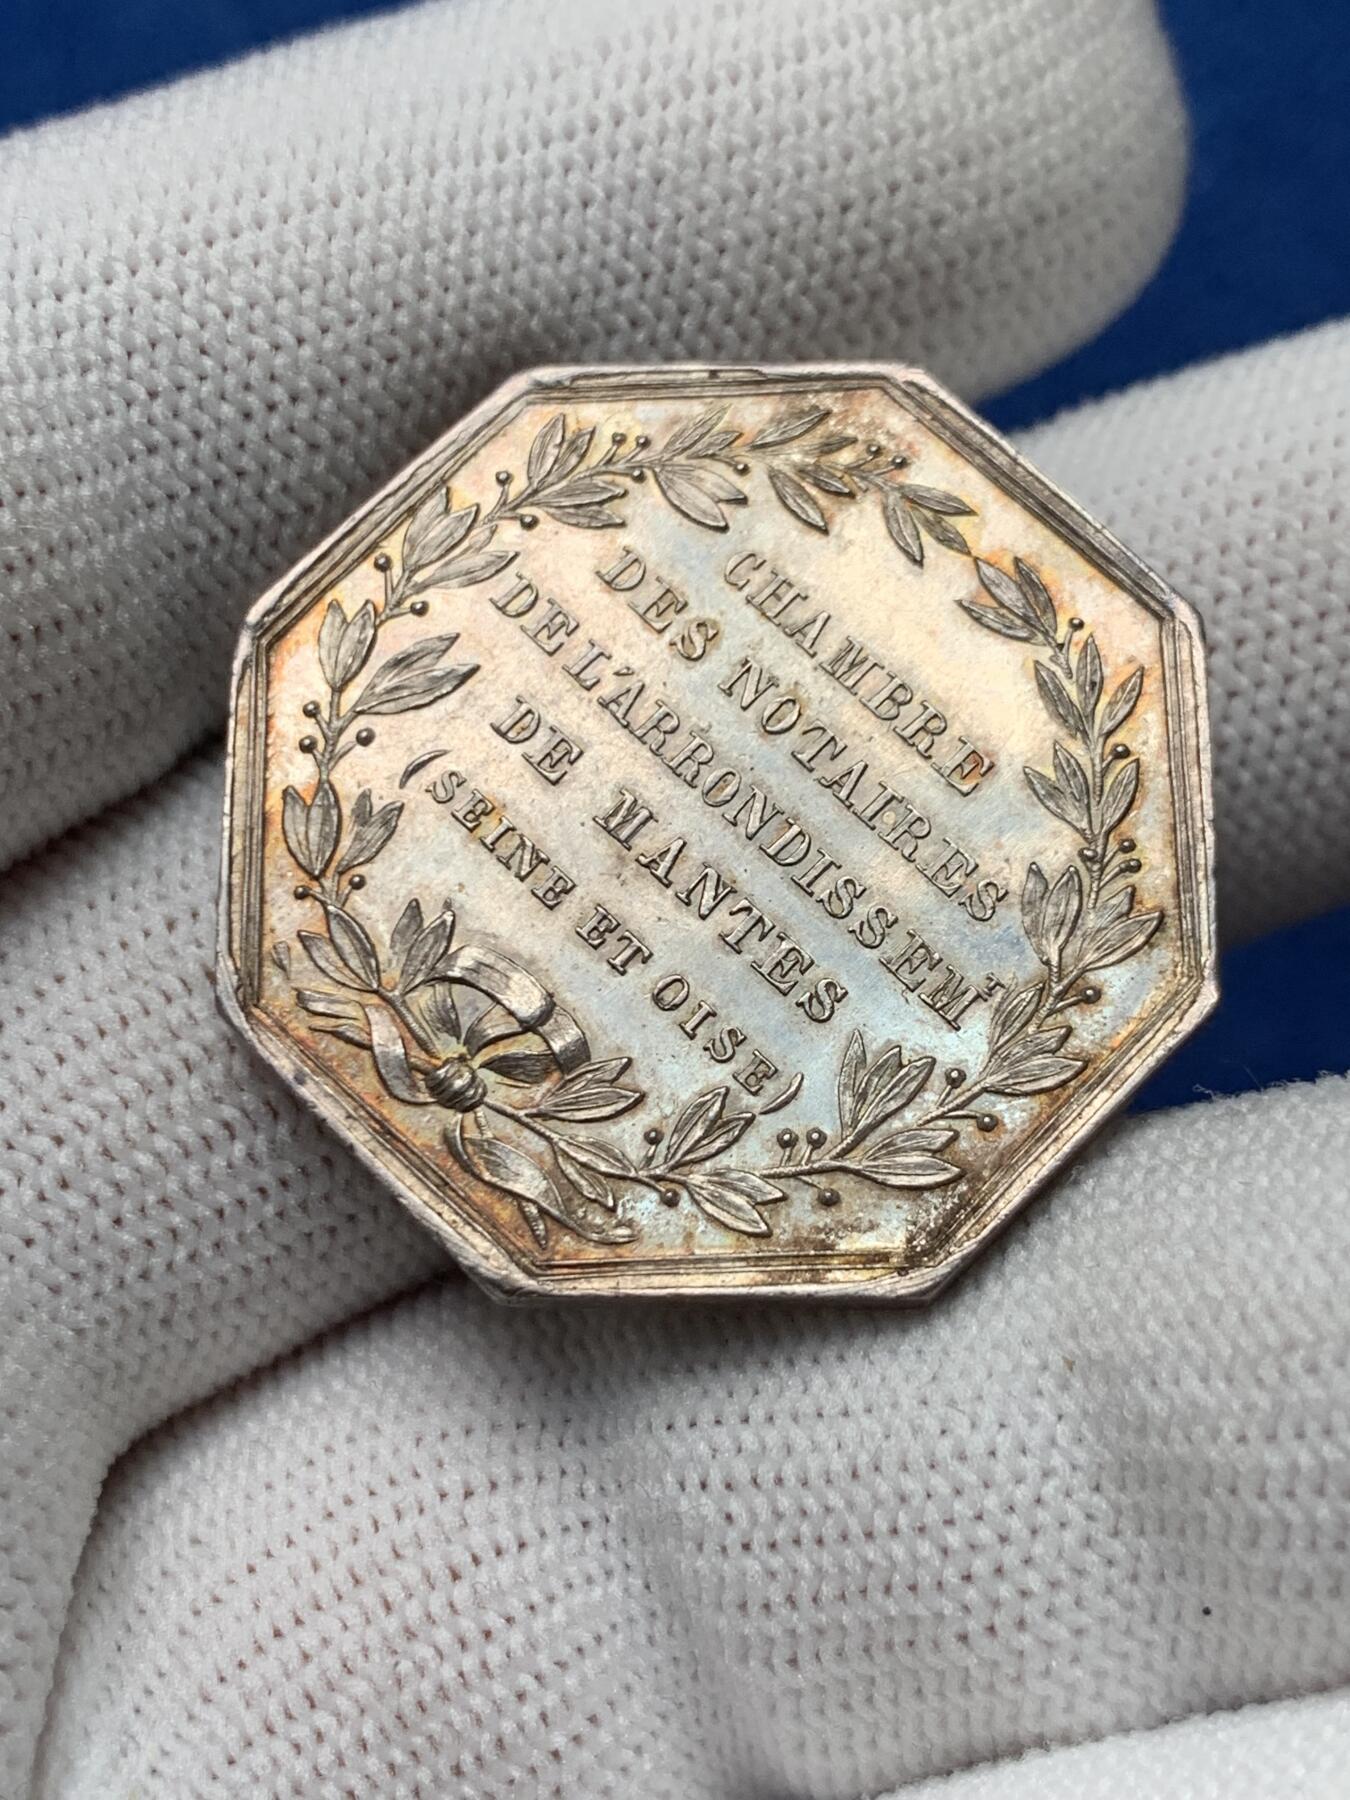 CHAMBRE
DES NOTAIRES
DE L'ARRONDISSEMT
DE MANTES
(SEINE ET OISE)